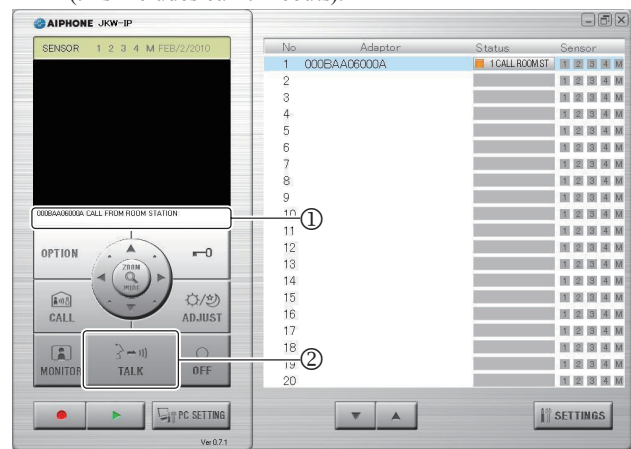 AIPHONE JKW-IP
SENSOR 1 2 3 4 M FEB/2/2010
000BAA06000A CALL FROM ROOM STATION
OPTION
ZOOM
WIDE
CALL
ADJUST
MONITOR
TALK
OFF
PC SETTING
Ver 0.7.1
No Adaptor Status Sensor
1 000BAA06000A 1 CALL ROOM ST 1 2 3 4 M
2 1 2 3 4 M
3 1 2 3 4 M
4 1 2 3 4 M
5 1 2 3 4 M
6 1 2 3 4 M
7 1 2 3 4 M
8 1 2 3 4 M
9 1 2 3 4 M
10 1 2 3 4 M
11 1 2 3 4 M
12 1 2 3 4 M
13 1 2 3 4 M
14 1 2 3 4 M
15 1 2 3 4 M
16 1 2 3 4 M
17 1 2 3 4 M
18 1 2 3 4 M
19 1 2 3 4 M
20 1 2 3 4 M
SETTINGS
①
②